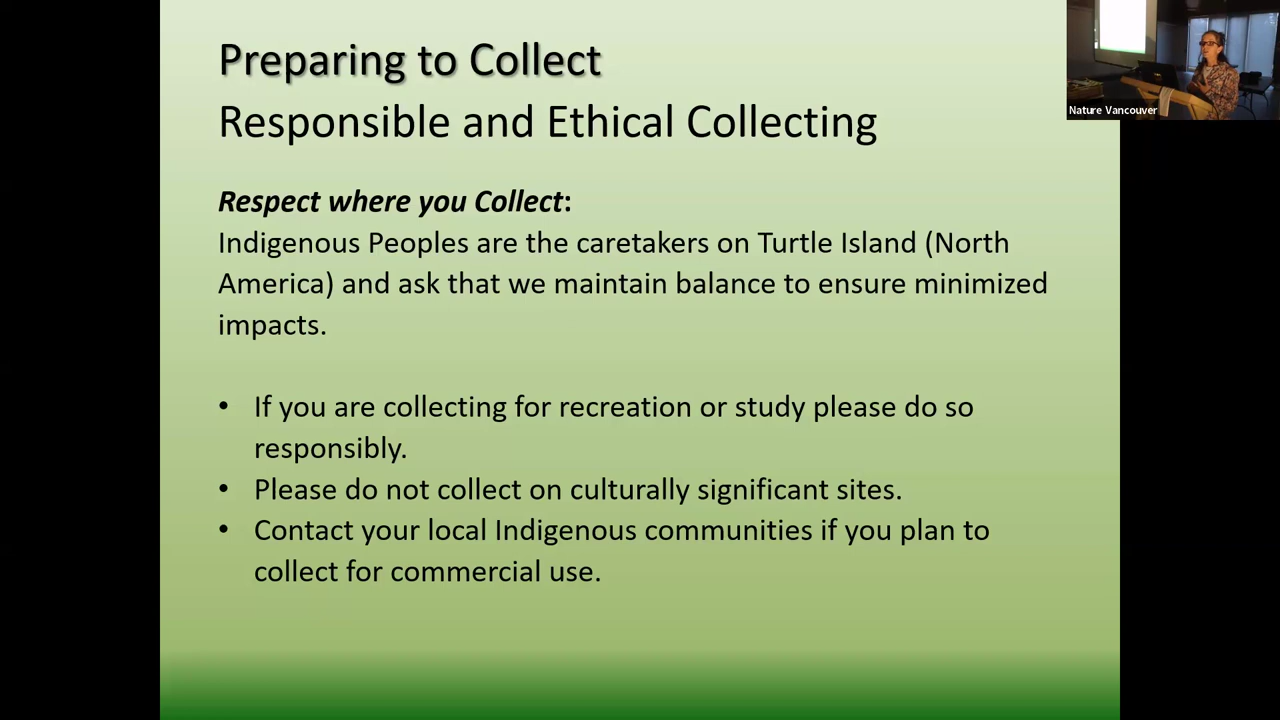 Preparing to Collect
Responsible and Ethical Collecting
Respect where you Collect:
Indigenous Peoples are the caretakers on Turtle Island (North
America) and ask that we maintain balance to ensure minimized
impacts.
• If you are collecting for recreation or study please do so
responsibly.
• Please do not collect on culturally significant sites.
• Contact your local Indigenous communities if you plan to
collect for commercial use.
Nature Vancouver